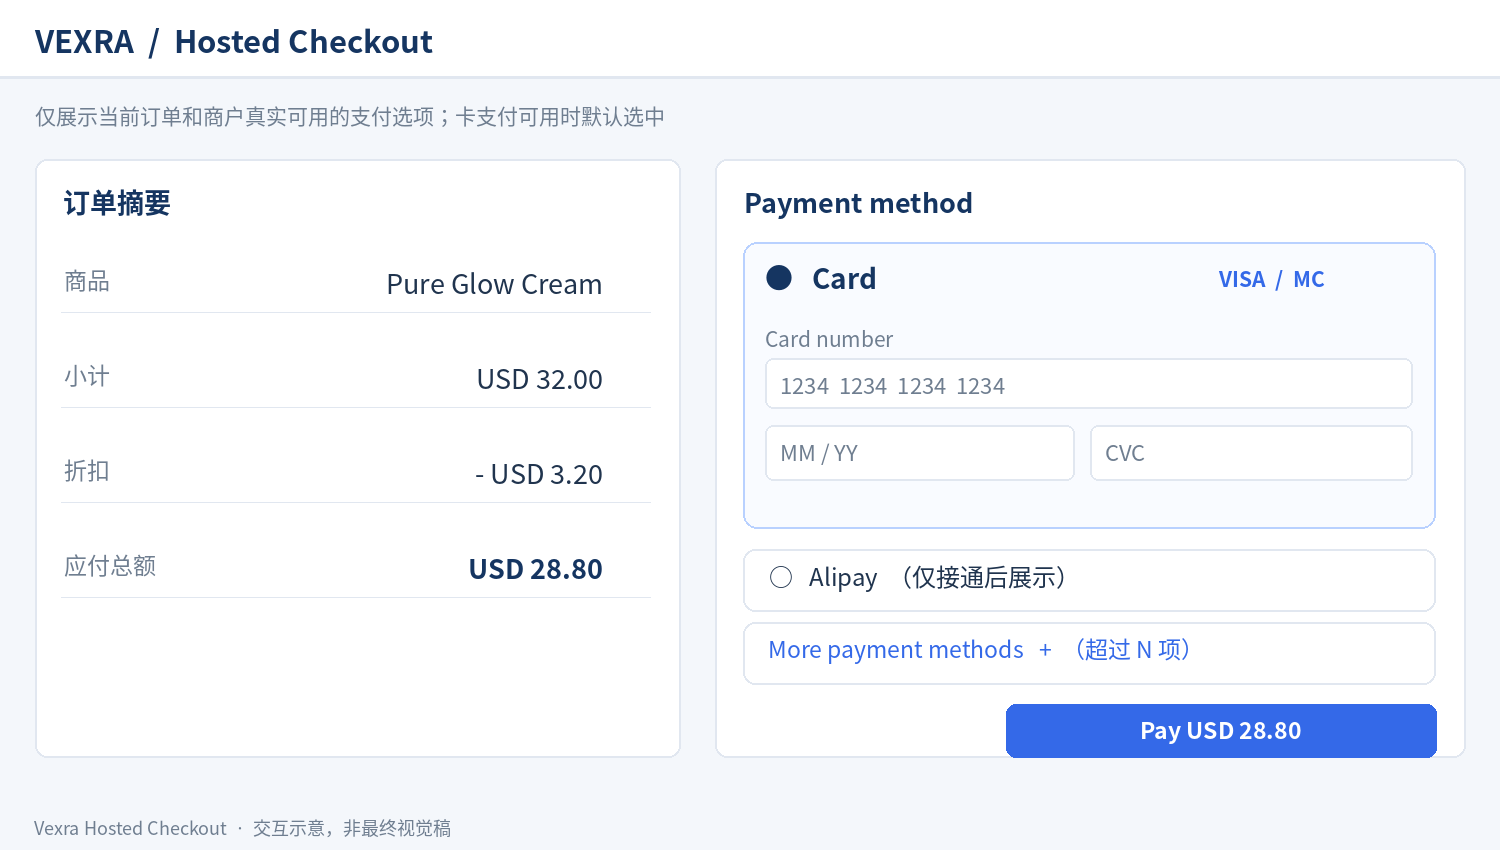 VEXRA / Hosted Checkout
仅展示当前订单和商户真实可用的支付选项；卡支付可用时默认选中
订单摘要
商品 Pure Glow Cream
小计 USD 32.00
折扣 - USD 3.20
应付总额 USD 28.80
Payment method
Card VISA / MC
Card number
1234 1234 1234 1234
MM / YY CVC
Alipay （仅接通后展示）
More payment methods + （超过 N 项）
Pay USD 28.80
Vexra Hosted Checkout · 交互示意，非最终视觉稿